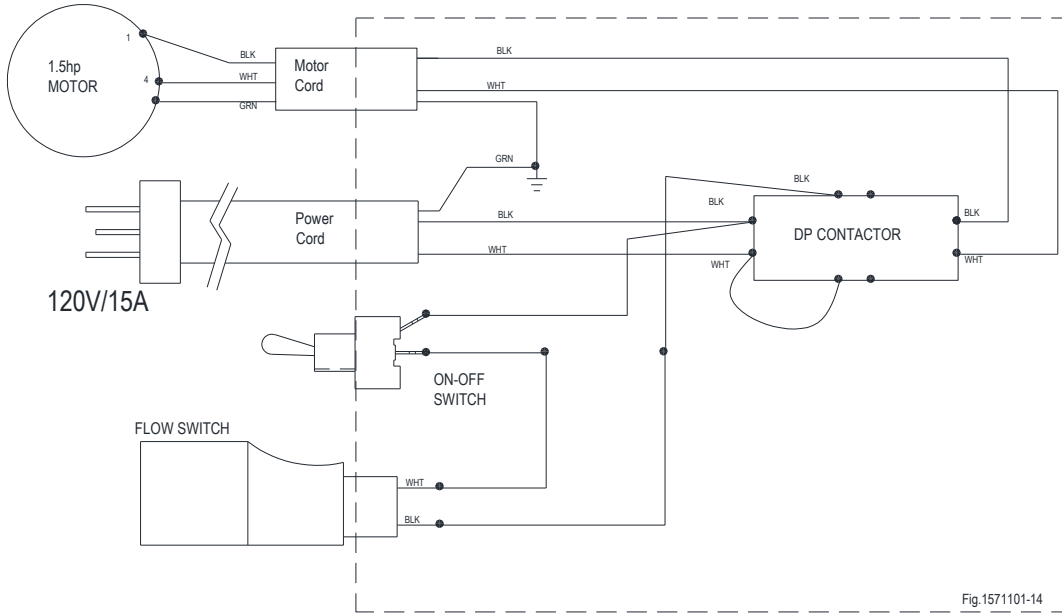 1
BLK
BLK
1.5hp
MOTOR
Motor
Cord
4
WHT
WHT
GRN
GRN
BLK
Power
Cord
BLK
BLK
BLK
DP CONTACTOR
WHT
WHT
WHT
120V/15A
ON-OFF
SWITCH
FLOW SWITCH
WHT
BLK
Fig.1571101-14